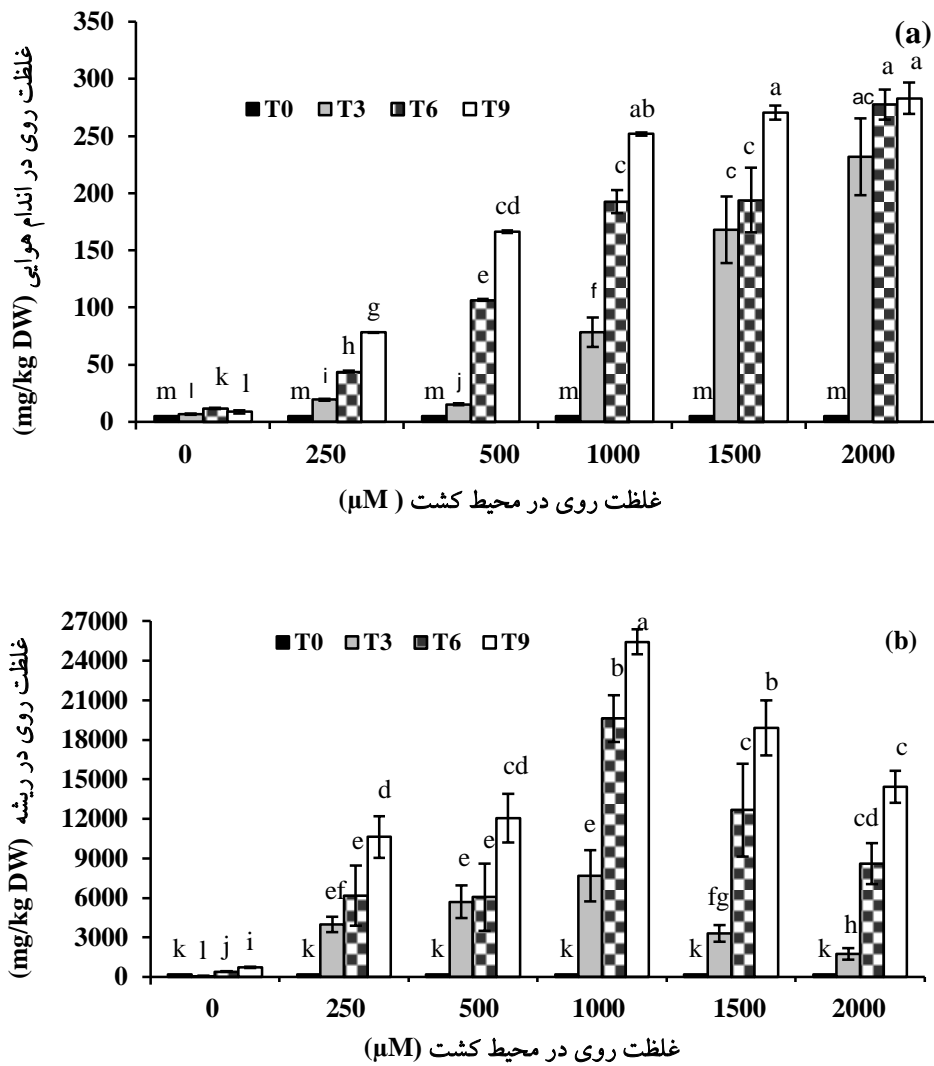 (a)
غلظت روی در اندام هوایی (mg/kg DW)
350
300
250
200
150
100
50
0
T0 T3 T6 T9
m l k l
m i h g
m j e cd
m f c ab
m c c a
m ac a a
0 250 500 1000 1500 2000
غلظت روی در محیط کشت ( µM)
(b)
غلظت روی در ریشه (mg/kg DW)
27000
24000
21000
18000
15000
12000
9000
6000
3000
0
T0 T3 T6 T9
k l j i
k ef e d
k e e cd
k e b a
k fg c b
k h cd c
0 250 500 1000 1500 2000
غلظت روی در محیط کشت (µM)